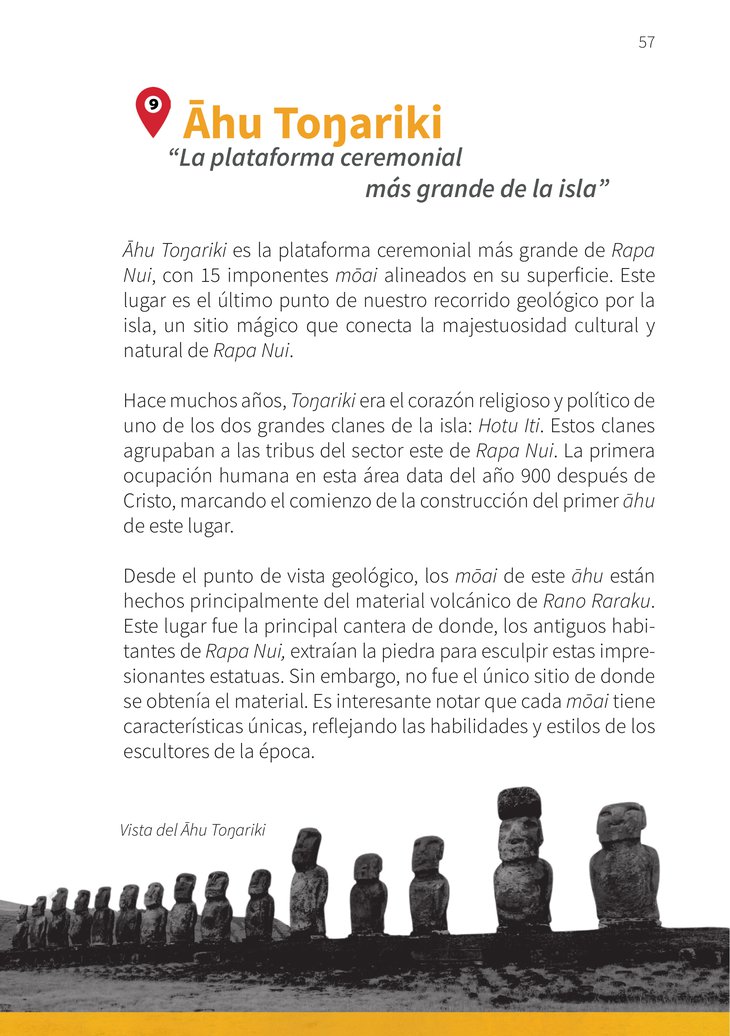 57
9
Āhu Toŋariki
“La plataforma ceremonial
más grande de la isla”
Āhu Toŋariki es la plataforma ceremonial más grande de Rapa
Nui, con 15 imponentes mōai alineados en su superficie. Este
lugar es el último punto de nuestro recorrido geológico por la
isla, un sitio mágico que conecta la majestuosidad cultural y
natural de Rapa Nui.
Hace muchos años, Toŋariki era el corazón religioso y político de
uno de los dos grandes clanes de la isla: Hotu Iti. Estos clanes
agrupaban a las tribus del sector este de Rapa Nui. La primera
ocupación humana en esta área data del año 900 después de
Cristo, marcando el comienzo de la construcción del primer āhu
de este lugar.
Desde el punto de vista geológico, los mōai de este āhu están
hechos principalmente del material volcánico de Rano Raraku.
Este lugar fue la principal cantera de donde, los antiguos habi-
tantes de Rapa Nui, extraían la piedra para esculpir estas impre-
sionantes estatuas. Sin embargo, no fue el único sitio de donde
se obtenía el material. Es interesante notar que cada mōai tiene
características únicas, reflejando las habilidades y estilos de los
escultores de la época.
Vista del Āhu Toŋariki